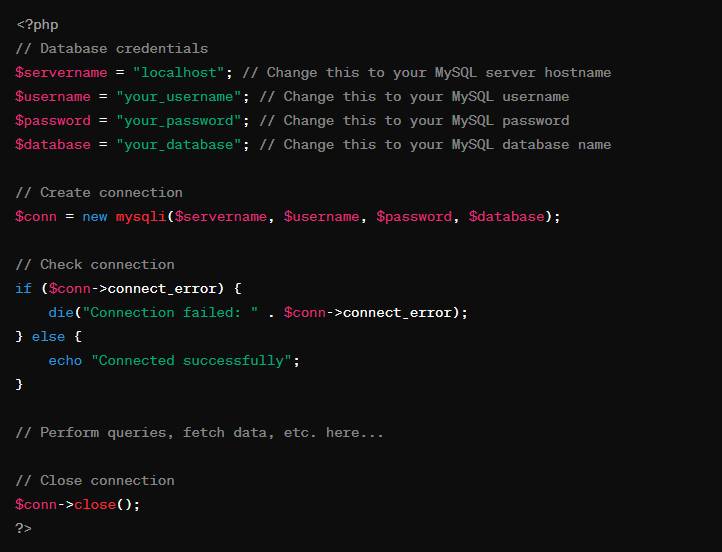 <?php
// Database credentials
$servername = "localhost"; // Change this to your MySQL server hostname
$username = "your_username"; // Change this to your MySQL username
$password = "your_password"; // Change this to your MySQL password
$database = "your_database"; // Change this to your MySQL database name

// Create connection
$conn = new mysqli($servername, $username, $password, $database);

// Check connection
if ($conn->connect_error) {
    die("Connection failed: " . $conn->connect_error);
} else {
    echo "Connected successfully";
}

// Perform queries, fetch data, etc. here...

// Close connection
$conn->close();
?>